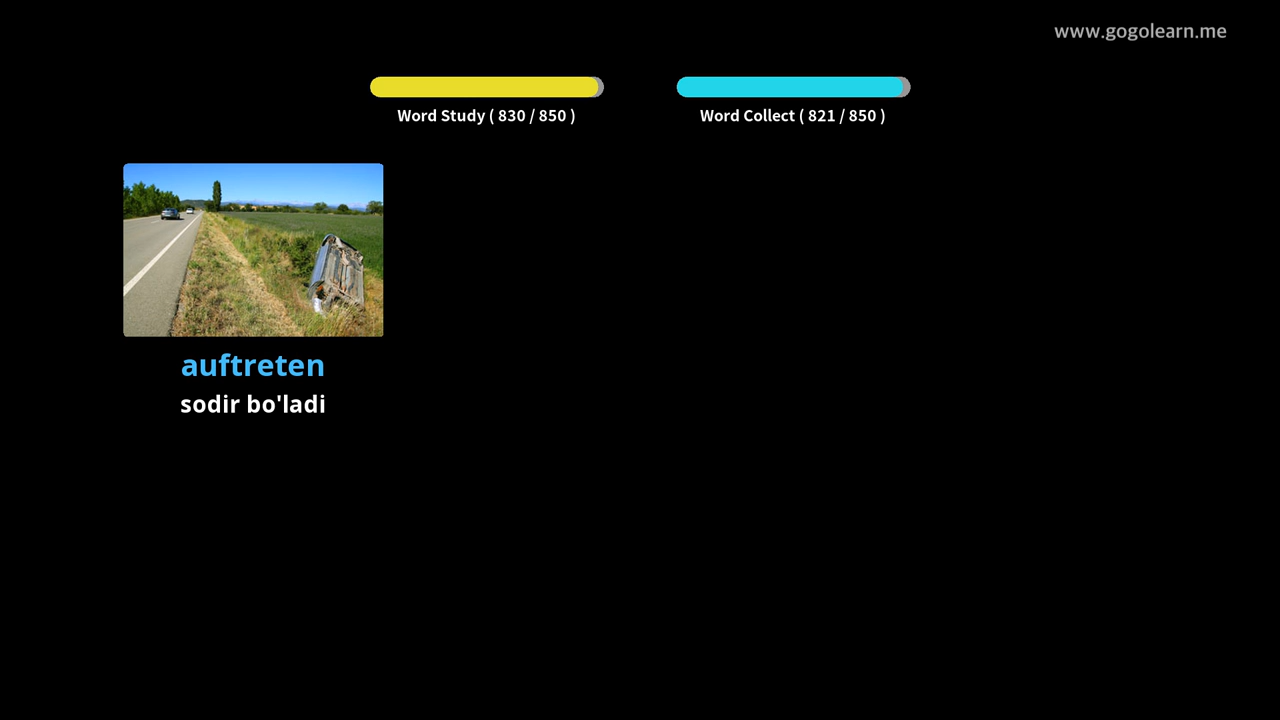 www.gogolearn.me
Word Study ( 830 / 850 )
Word Collect ( 821 / 850 )
auftreten
sodir bo'ladi